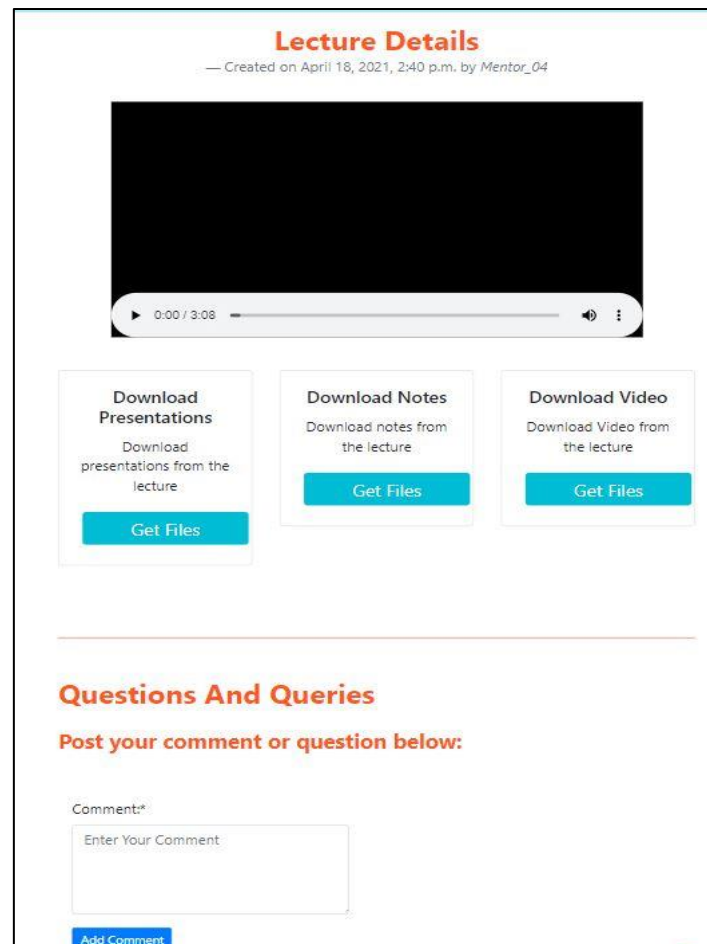 Lecture Details
— Created on April 18, 2021, 2:40 p.m. by Mentor_04
0:00 / 3:08
Download
Presentations
Download
presentations from the
lecture
Get Files
Download Notes
Download notes from
the lecture
Get Files
Download Video
Download Video from
the lecture
Get Files
Questions And Queries
Post your comment or question below:
Comment:*
Enter Your Comment
Add Comment